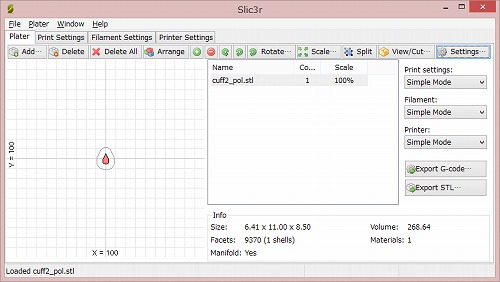 Slic3r
File Plater Window Help
Plater Print Settings Filament Settings Printer Settings
Add… Delete Delete All Arrange Rotate… Scale… Split View/Cut… Settings…
Name Co... Scale
cuff2_pol.stl 1 100%
Print settings:
Simple Mode
Filament:
Simple Mode
Printer:
Simple Mode
Export G-code…
Export STL…
Y = 100
X = 100
Info
Size: 6.41 x 11.00 x 8.50 Volume: 268.64
Facets: 9370 (1 shells) Materials: 1
Manifold: Yes
Loaded cuff2_pol.stl